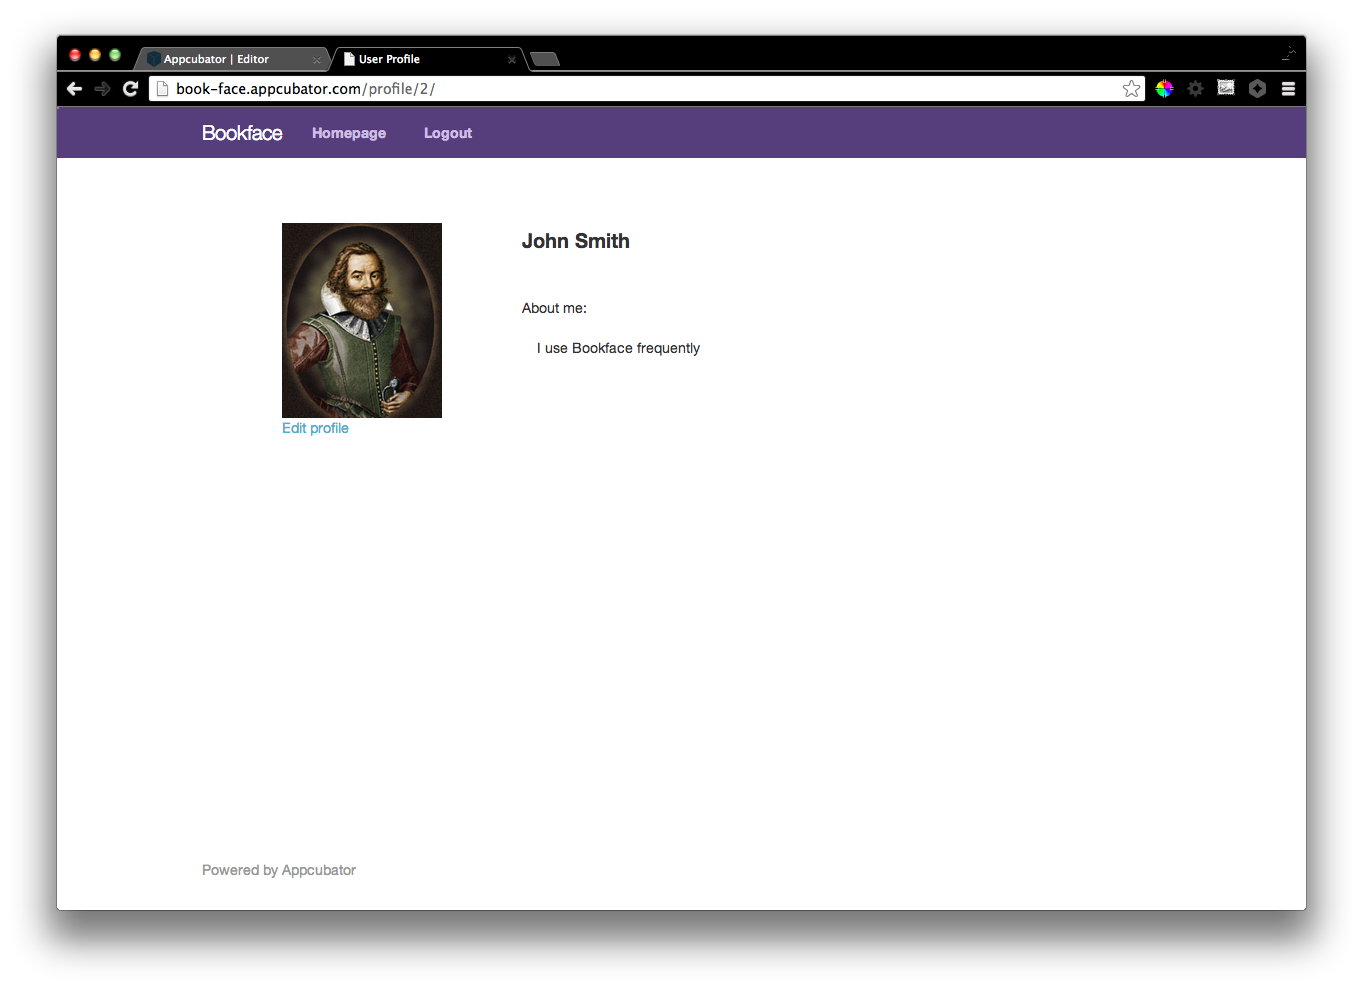 Appcubator | Editor
User Profile
book-face.appcubator.com/profile/2/
Bookface
Homepage
Logout
John Smith
About me:
I use Bookface frequently
Edit profile
Powered by Appcubator